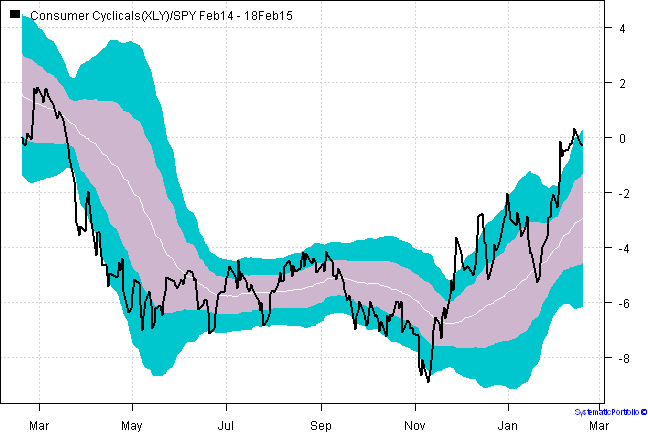 Consumer Cyclicals(XLY)/SPY Feb14 - 18Feb15
4
2
0
-2
-4
-6
-8
SystematicPortfolio ©
Mar May Jul Sep Nov Jan Mar